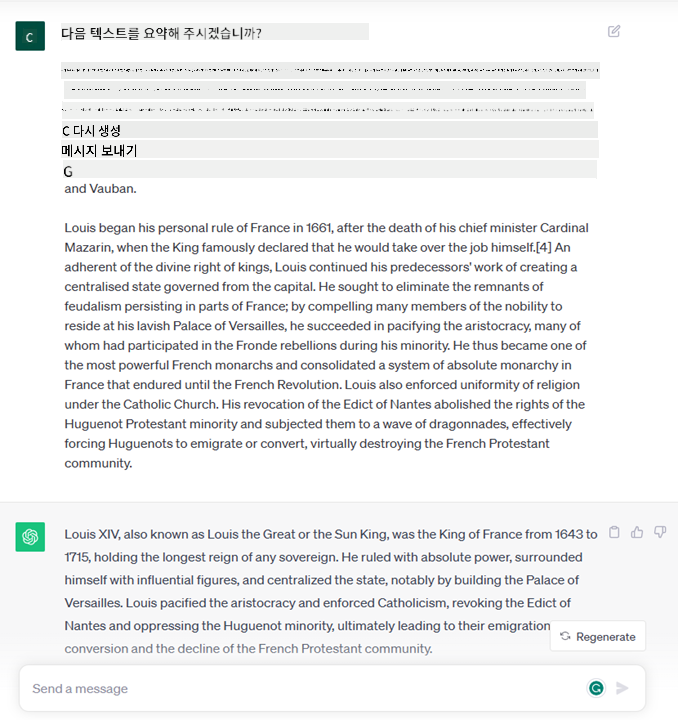 C
다음 텍스트를 요약해 주시겠습니까?
C 다시 생성
메시지 보내기
G
and Vauban.
Louis began his personal rule of France in 1661, after the death of his chief minister Cardinal
Mazarin, when the King famously declared that he would take over the job himself.[4] An
adherent of the divine right of kings, Louis continued his predecessors' work of creating a
centralised state governed from the capital. He sought to eliminate the remnants of
feudalism persisting in parts of France; by compelling many members of the nobility to
reside at his lavish Palace of Versailles, he succeeded in pacifying the aristocracy, many of
whom had participated in the Fronde rebellions during his minority. He thus became one of
the most powerful French monarchs and consolidated a system of absolute monarchy in
France that endured until the French Revolution. Louis also enforced uniformity of religion
under the Catholic Church. His revocation of the Edict of Nantes abolished the rights of the
Huguenot Protestant minority and subjected them to a wave of dragonnades, effectively
forcing Huguenots to emigrate or convert, virtually destroying the French Protestant
community.
Louis XIV, also known as Louis the Great or the Sun King, was the King of France from 1643 to
1715, holding the longest reign of any sovereign. He ruled with absolute power, surrounded
himself with influential figures, and centralized the state, notably by building the Palace of
Versailles. Louis pacified the aristocracy and enforced Catholicism, revoking the Edict of
Nantes and oppressing the Huguenot minority, ultimately leading to their emigration
conversion and the decline of the French Protestant community.
Regenerate
Send a message